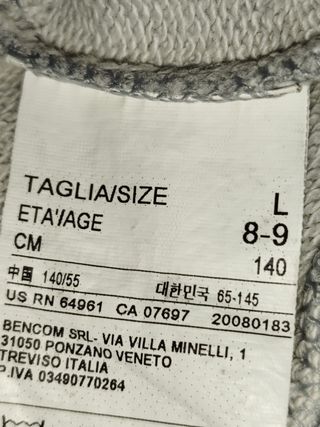 TAGLIA/SIZE L
ETA'/AGE 8-9
CM 140
中国 140/55 대한민국 65-145
US RN 64961 CA 07697 20080183
BENCOM SRL- VIA VILLA MINELLI, 1
31050 PONZANO VENETO
TREVISO ITALIA
P.IVA 03490770264